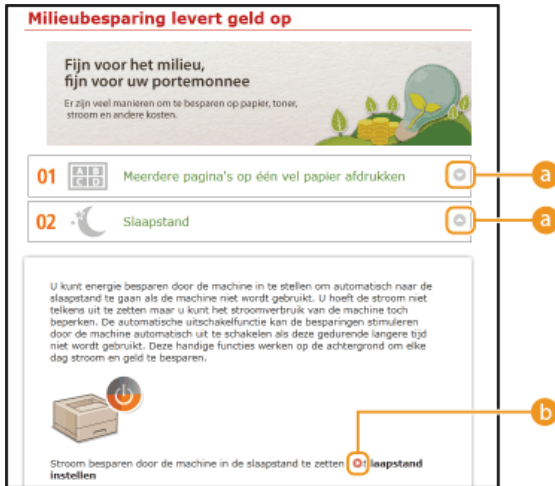 Milieubesparing levert geld op
Fijn voor het milieu,
fijn voor uw portemonnee
Er zijn veel manieren om te besparen op papier, toner,
stroom en andere kosten.
01 A B C D Meerdere pagina's op één vel papier afdrukken a
02 Slaapstand a
U kunt energie besparen door de machine in te stellen om automatisch naar de
slaapstand te gaan als de machine niet wordt gebruikt. U hoeft de stroom niet
telkens uit te zetten maar u kunt het stroomverbruik van de machine toch
beperken. De automatische uitschakelfunctie kan de besparingen stimuleren
door de machine automatisch uit te schakelen als deze gedurende langere tijd
niet wordt gebruikt. Deze handige functies werken op de achtergrond om elke
dag stroom en geld te besparen.
b
Stroom besparen door de machine in de slaapstand te zetten laapstand
instellen